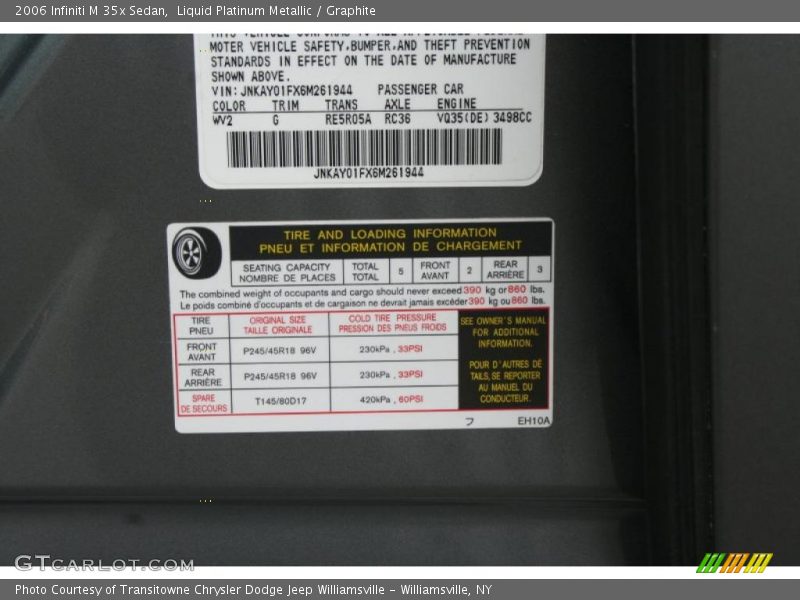 2006 Infiniti M 35x Sedan,  Liquid Platinum Metallic / Graphite
MOTER VEHICLE SAFETY,BUMPER,AND THEFT PREVENTION
STANDARDS IN EFFECT ON THE DATE OF MANUFACTURE
SHOWN ABOVE.
VIN: JNKAY01FX6M261944 PASSENGER CAR
COLOR TRIM TRANS AXLE ENGINE
WV2 G RE5R05A RC36 VQ35(DE) 3498CC
JNKAY01FX6M261944
TIRE AND LOADING INFORMATION
PNEU ET INFORMATION DE CHARGEMENT
SEATING CAPACITY
NOMBRE DE PLACES
TOTAL
TOTAL
5
FRONT
AVANT
2
REAR
ARRIÈRE
3
The combined weight of occupants and cargo should never exceed 390 kg or 860 lbs.
Le poids combiné d'occupants et de cargaison ne devrait jamais excéder 390 kg ou 860 lbs.
TIRE
PNEU
ORIGINAL SIZE
TAILLE ORIGINALE
COLD TIRE PRESSURE
PRESSION DES PNEUS FROIDS
FRONT
AVANT
P245/45R18 96V
230kPa , 33PSI
REAR
ARRIÈRE
P245/45R18 96V
230kPa , 33PSI
SPARE
DE SECOURS
T145/80D17
420kPa , 60PSI
SEE OWNER'S MANUAL
FOR ADDITIONAL
INFORMATION.
POUR D'AUTRES DÉ
TAILS, SE REPORTER
AU MANUEL DU
CONDUCTEUR.
フ EH10A
GTCARLOT.COM
Photo Courtesy of Transitowne Chrysler Dodge Jeep Williamsville - Williamsville, NY